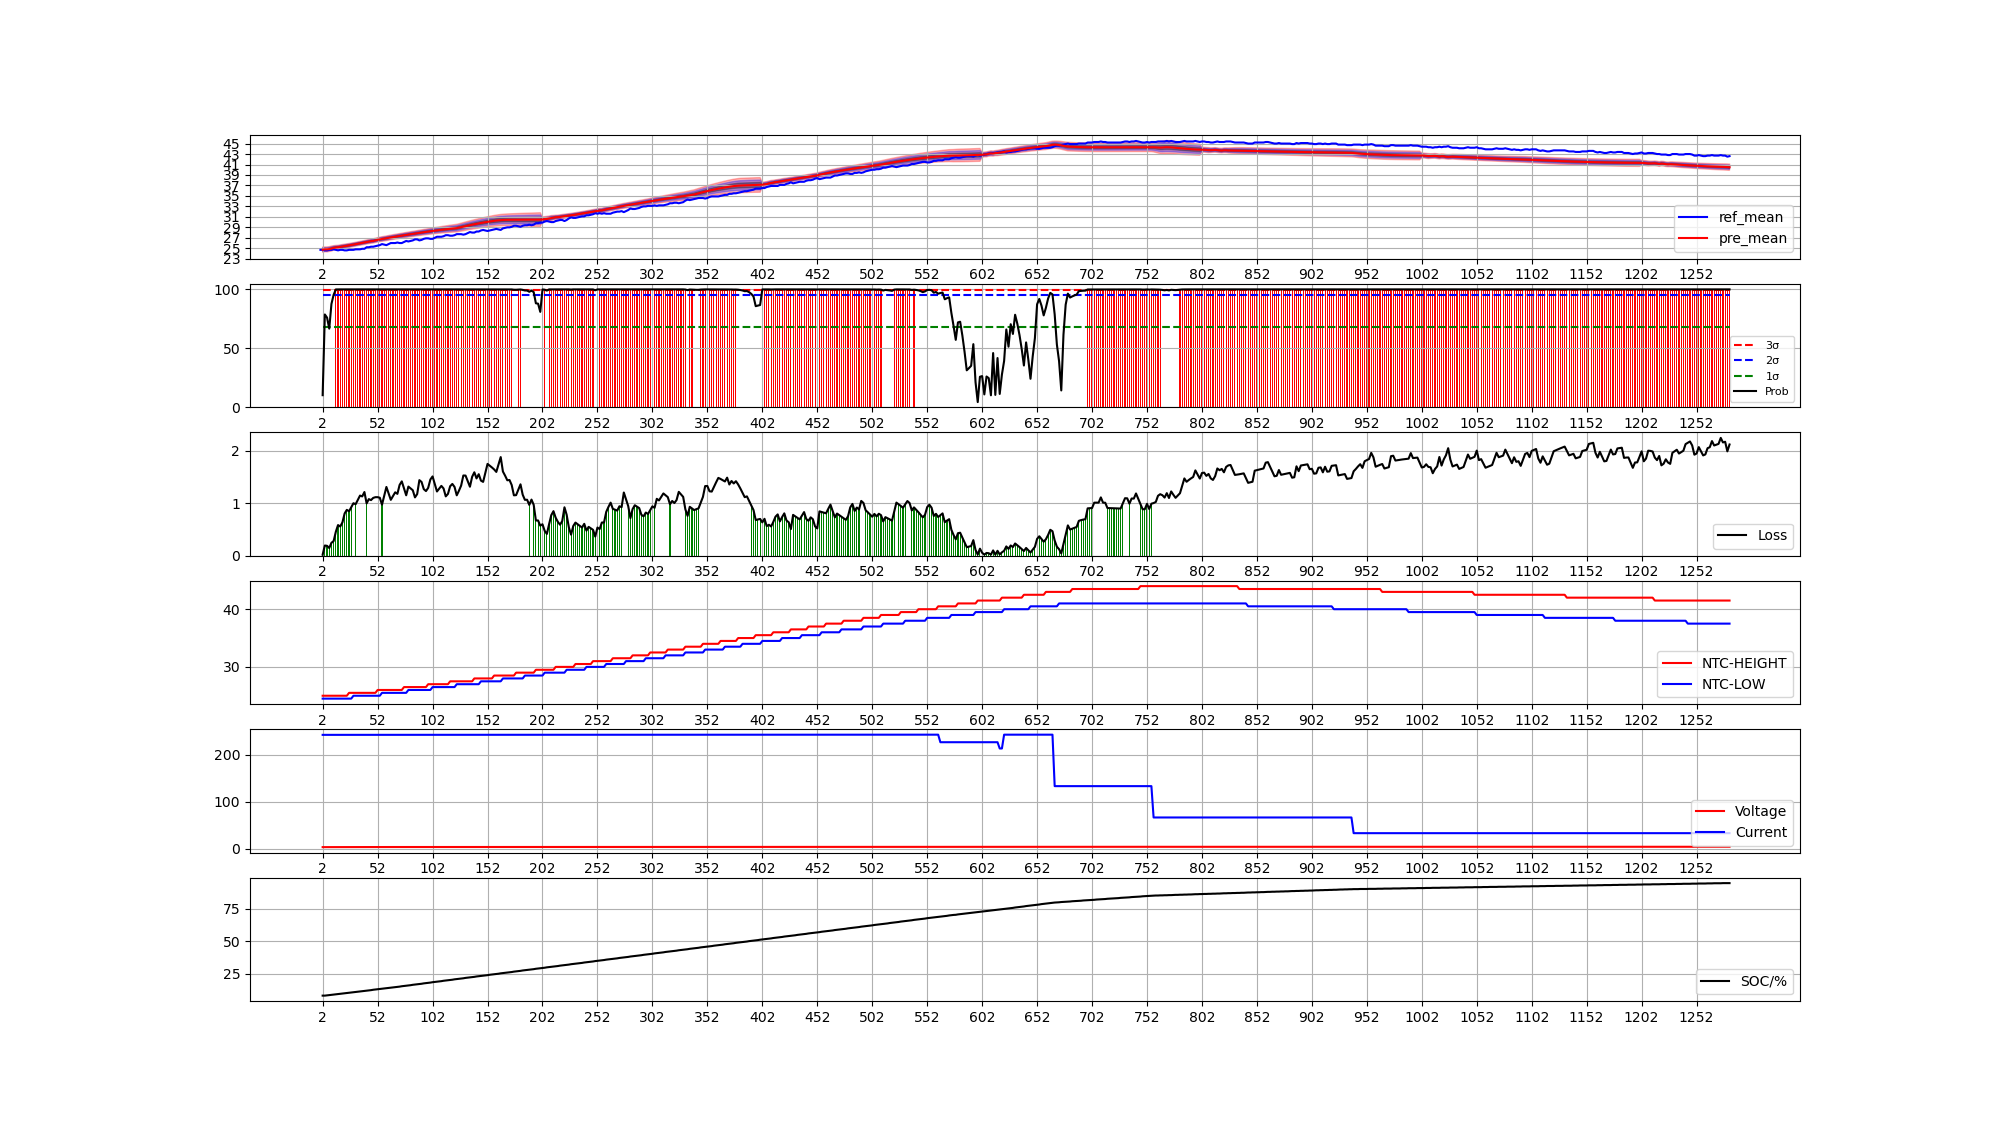 45
43
41
39
37
35
33
31
29
27
25
23
ref_mean
pre_mean
2 52 102 152 202 252 302 352 402 452 502 552 602 652 702 752 802 852 902 952 1002 1052 1102 1152 1202 1252
100
50
0
3σ
2σ
1σ
Prob
2 52 102 152 202 252 302 352 402 452 502 552 602 652 702 752 802 852 902 952 1002 1052 1102 1152 1202 1252
2
1
0
Loss
2 52 102 152 202 252 302 352 402 452 502 552 602 652 702 752 802 852 902 952 1002 1052 1102 1152 1202 1252
40
30
NTC-HEIGHT
NTC-LOW
2 52 102 152 202 252 302 352 402 452 502 552 602 652 702 752 802 852 902 952 1002 1052 1102 1152 1202 1252
200
100
0
Voltage
Current
2 52 102 152 202 252 302 352 402 452 502 552 602 652 702 752 802 852 902 952 1002 1052 1102 1152 1202 1252
75
50
25
SOC/%
2 52 102 152 202 252 302 352 402 452 502 552 602 652 702 752 802 852 902 952 1002 1052 1102 1152 1202 1252